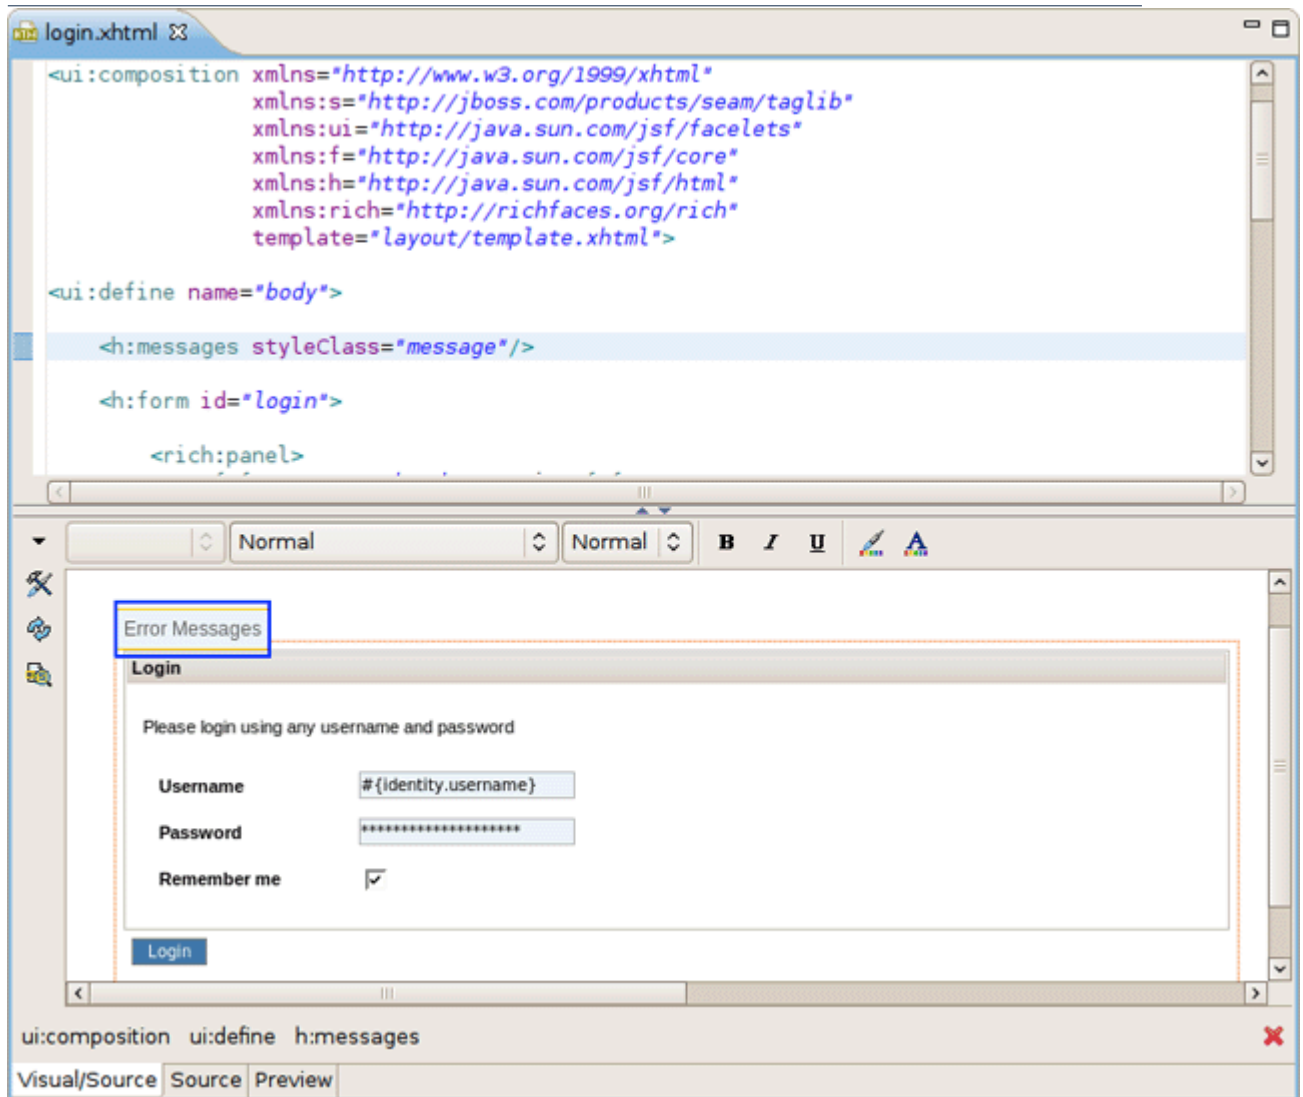 login.xhtml
<ui:composition xmlns="http://www.w3.org/1999/xhtml"
xmlns:s="http://jboss.com/products/seam/taglib"
xmlns:ui="http://java.sun.com/jsf/facelets"
xmlns:f="http://java.sun.com/jsf/core"
xmlns:h="http://java.sun.com/jsf/html"
xmlns:rich="http://richfaces.org/rich"
template="layout/template.xhtml">
<ui:define name="body">
<h:messages styleClass="message"/>
<h:form id="login">
<rich:panel>
Normal Normal B I U A
Error Messages
Login
Please login using any username and password
Username #{identity.username}
Password ********************
Remember me
Login
ui:composition ui:define h:messages
Visual/Source Source Preview